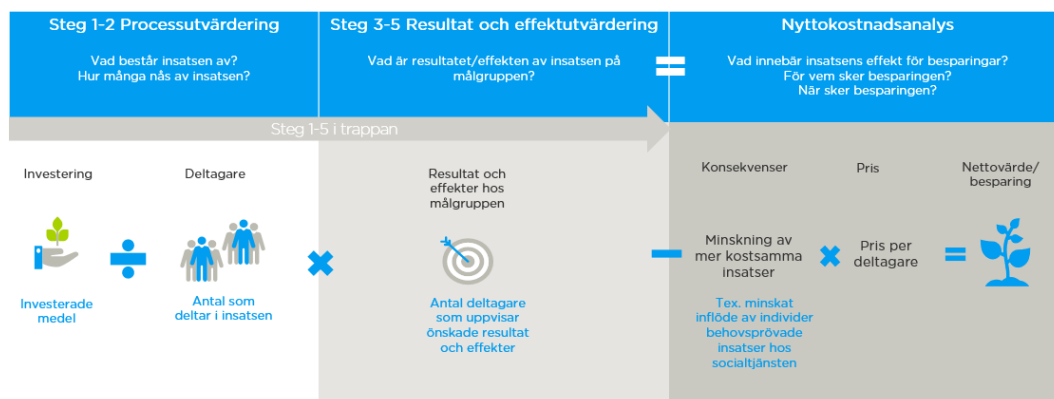 Steg 1-2 Processutvärdering
Vad består insatsen av?
Hur många nås av insatsen?
Steg 3-5 Resultat och effektutvärdering
Vad är resultatet/effekten av insatsen på
målgruppen?
Nyttokostnadsanalys
Vad innebär insatsens effekt för besparingar?
För vem sker besparingen?
När sker besparingen?
Steg 1-5 i trappan
Investering
Investerade
medel
Deltagare
Antal som
deltar i insatsen
Resultat och
effekter hos
målgruppen
Antal deltagare
som uppvisar
önskade resultat
och effekter
Konsekvenser
Minskning av
mer kostsamma
insatser
Tex. minskat
inflöde av individer
behovsprövade
insatser hos
socialtjänsten
Pris
Pris per
deltagare
Nettovärde/
besparing